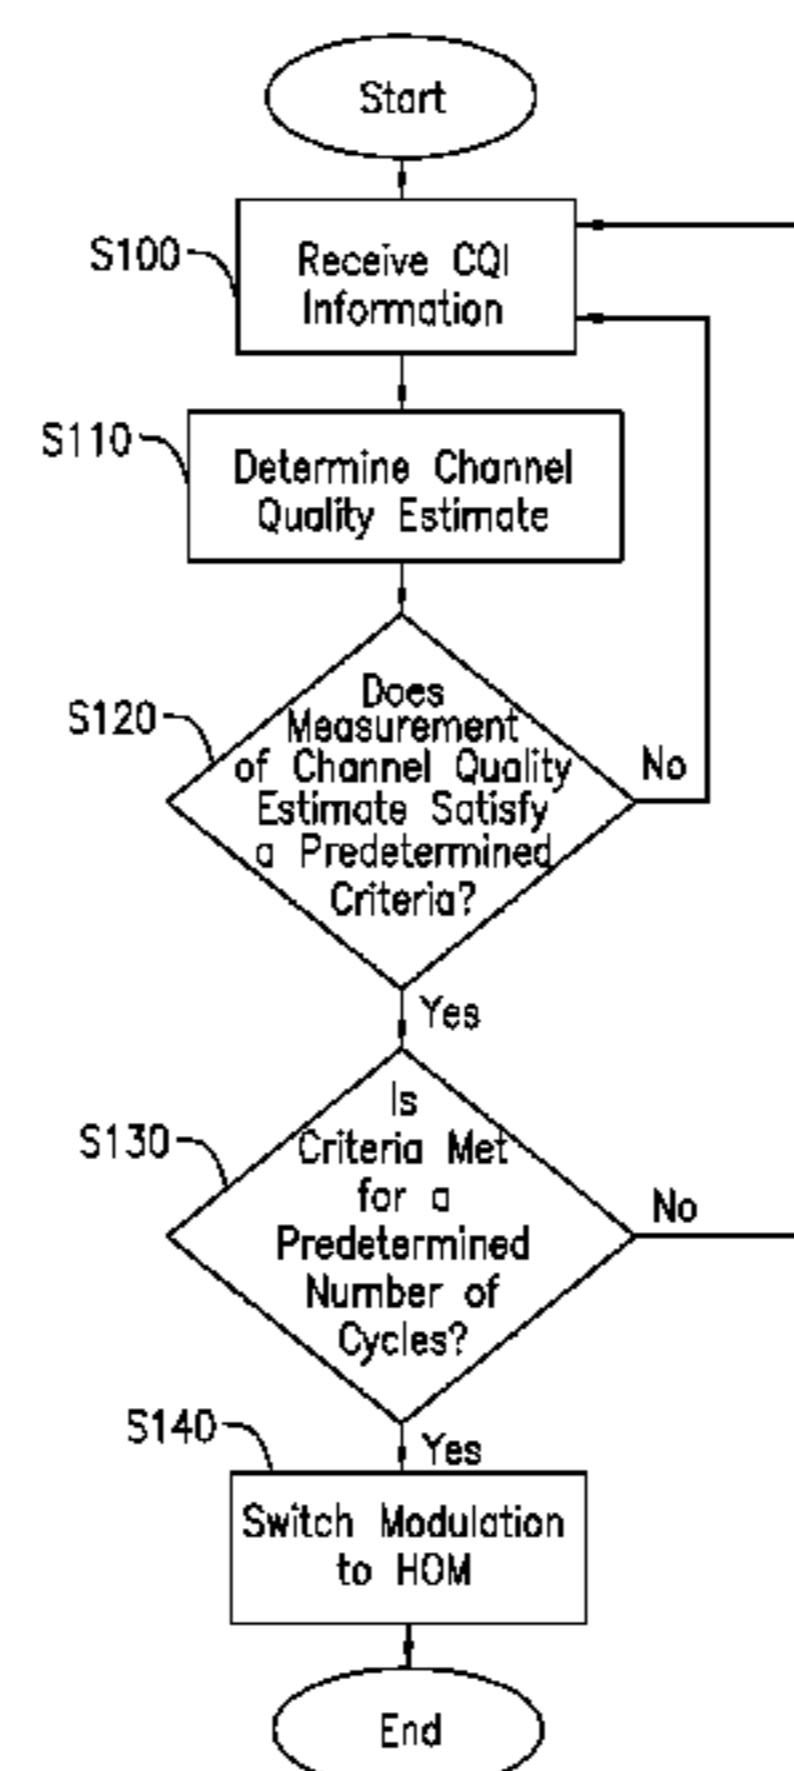 Start
S100
Receive CQI
Information
S110
Determine Channel
Quality Estimate
S120
Does
Measurement
of Channel Quality
Estimate Satisfy
a Predetermined
Criteria?
No
Yes
S130
Is
Criteria Met
for a
Predetermined
Number of
Cycles?
No
Yes
S140
Switch Modulation
to HOM
End